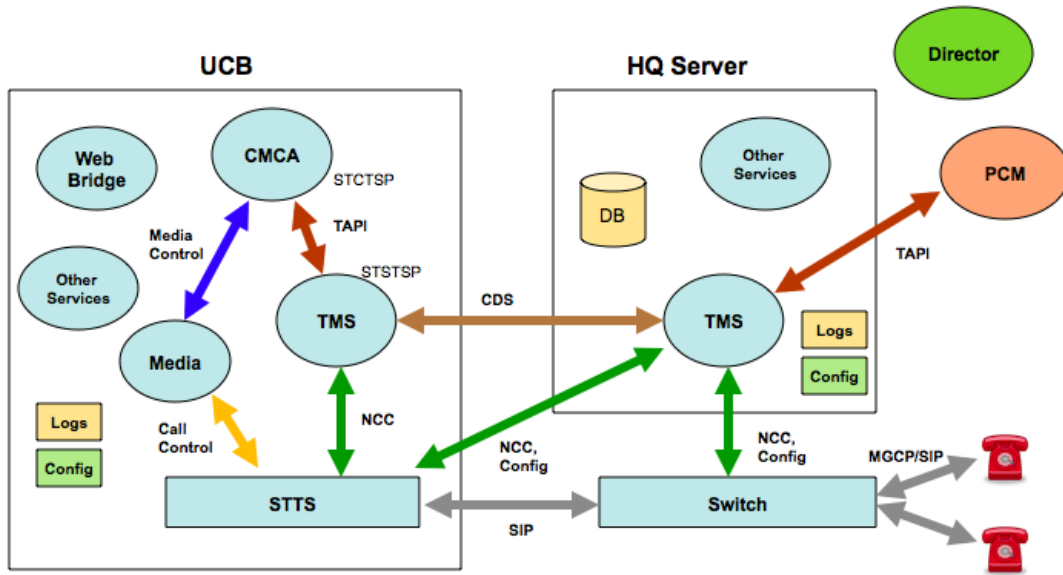 UCB
HQ Server
Director
Web
Bridge
CMCA
STCTSP
Other
Services
PCM
DB
Media
Control
TAPI
TAPI
Other
Services
STSTSP
CDS
TMS
TMS
Logs
Media
Config
Logs
Call
Control
NCC
NCC,
Config
NCC,
Config
MGCP/SIP
Config
STTS
Switch
SIP